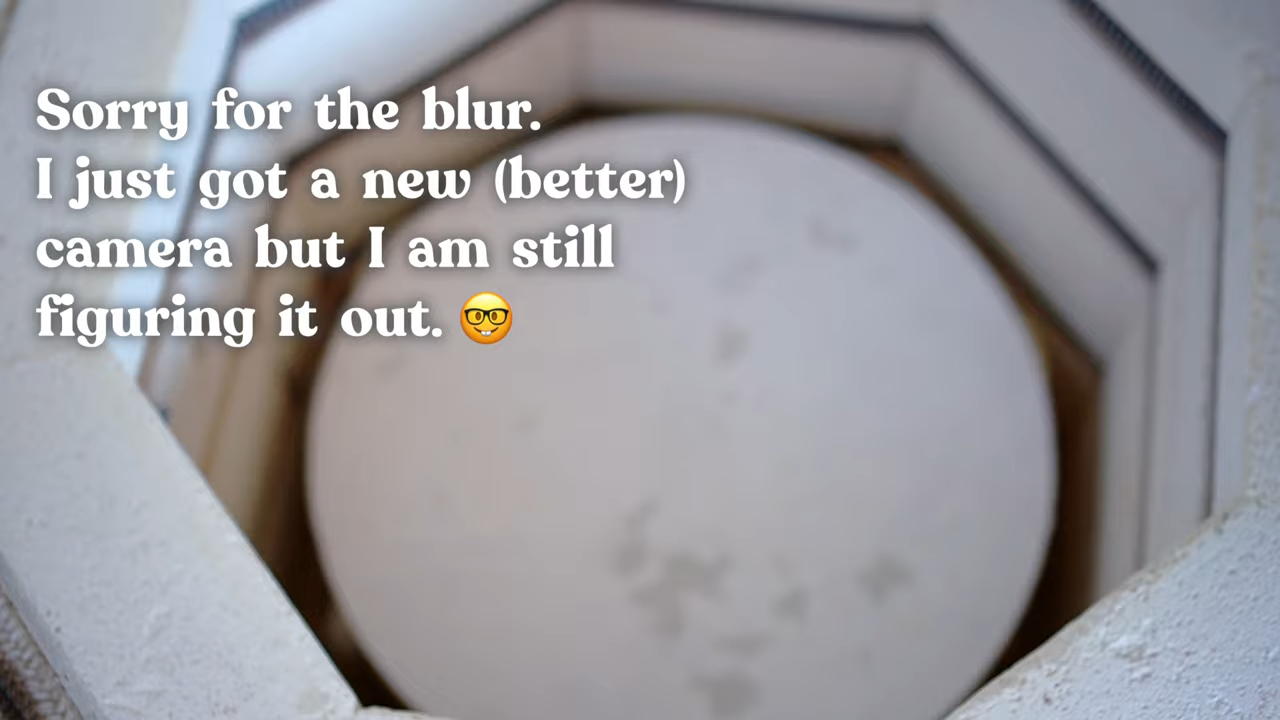 Sorry for the blur.
I just got a new (better)
camera but I am still
figuring it out. 🤓